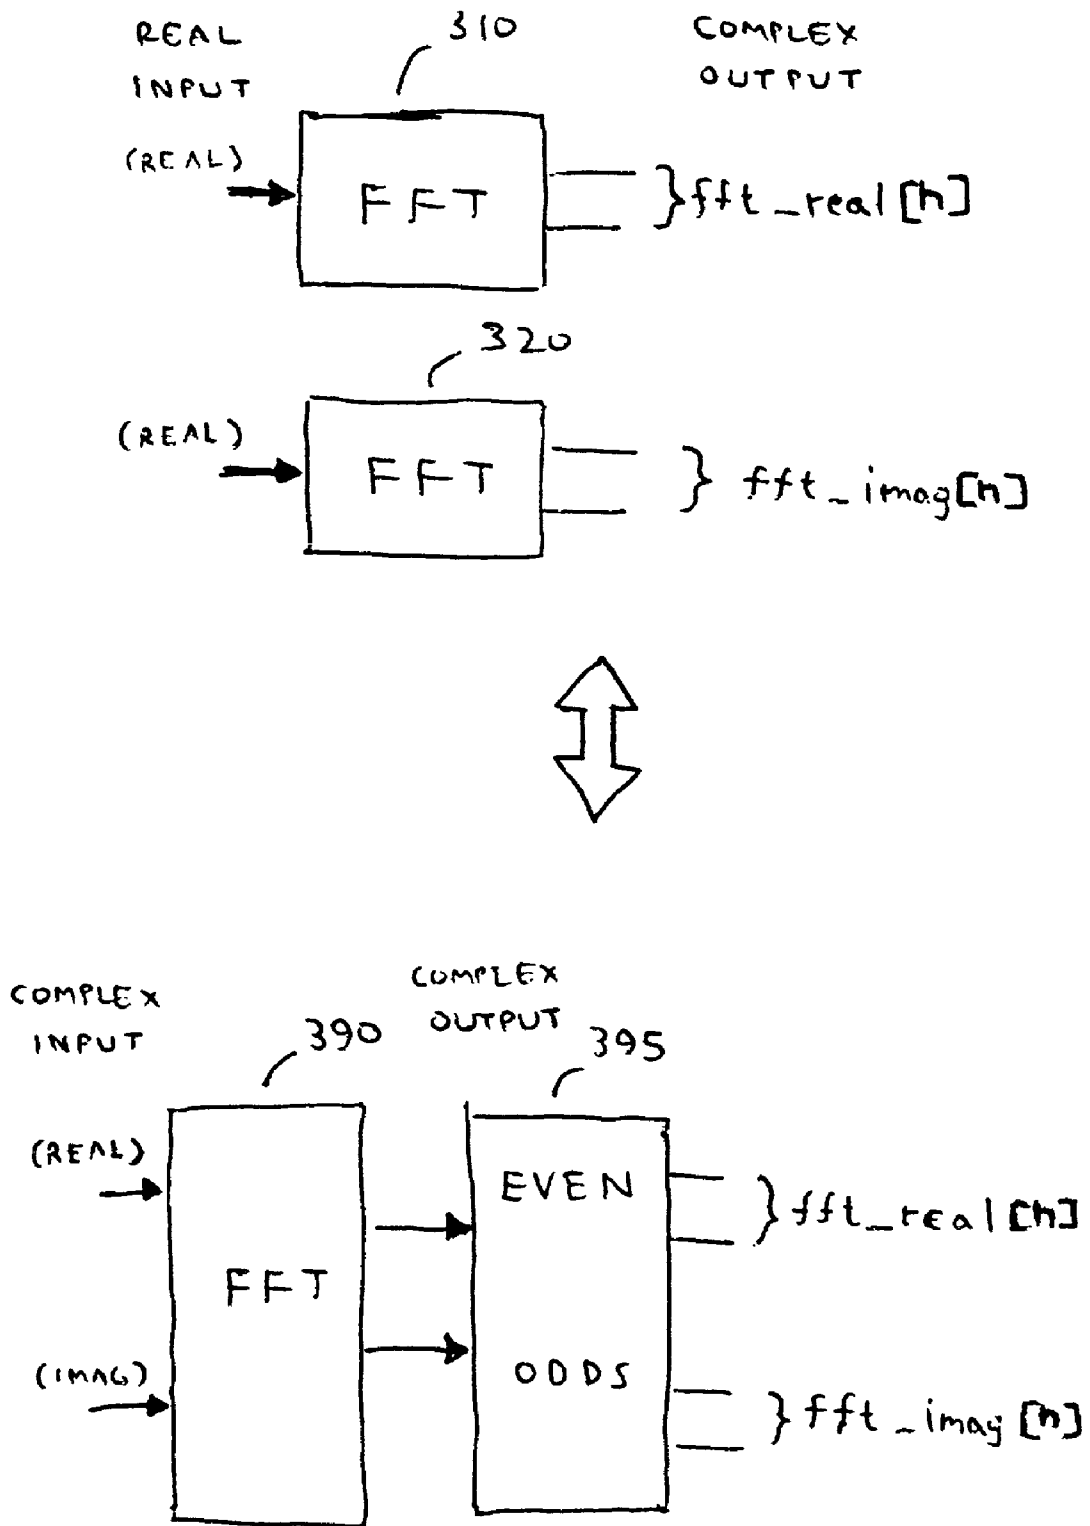 REAL
INPUT
310
COMPLEX
OUTPUT
(REAL)
FFT
}fft_real[n]
320
(REAL)
FFT
} fft_imag[n]
COMPLEX
INPUT
390
COMPLEX
OUTPUT
395
(REAL)
EVEN
}fft_real[n]
FFT
(IMAG)
ODDS
}fft_imag[n]